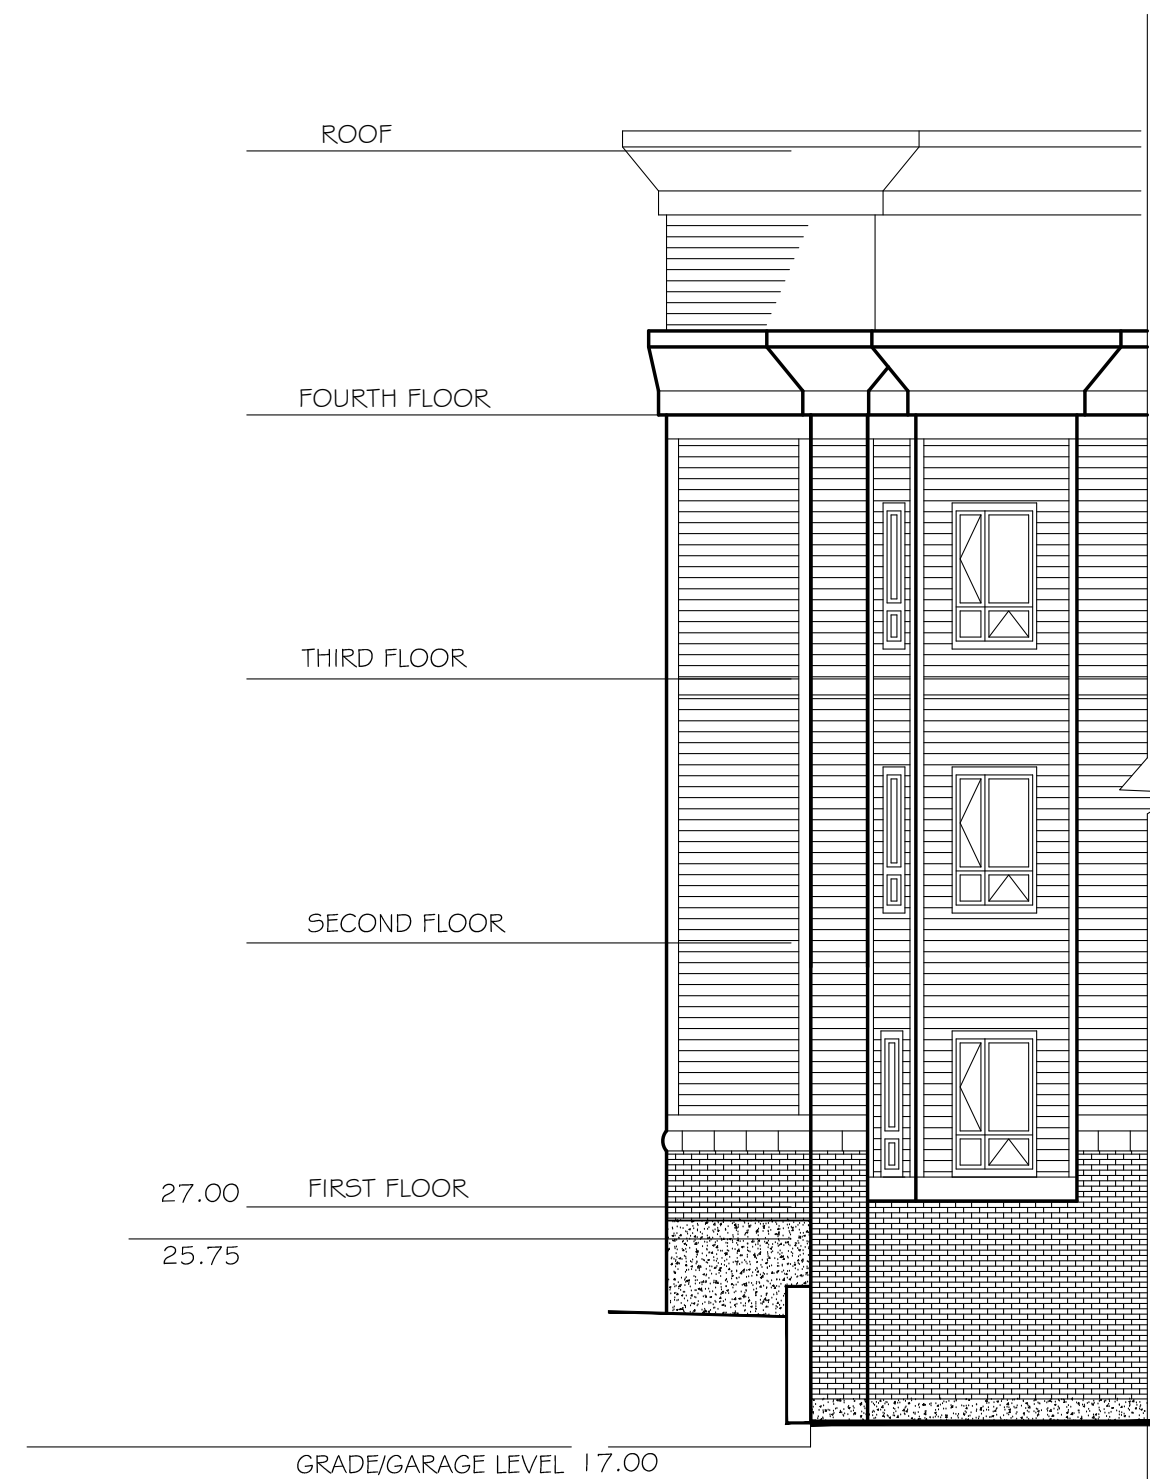 ROOF
FOURTH FLOOR
THIRD FLOOR
SECOND FLOOR
27.00 FIRST FLOOR
25.75
GRADE/GARAGE LEVEL 17.00